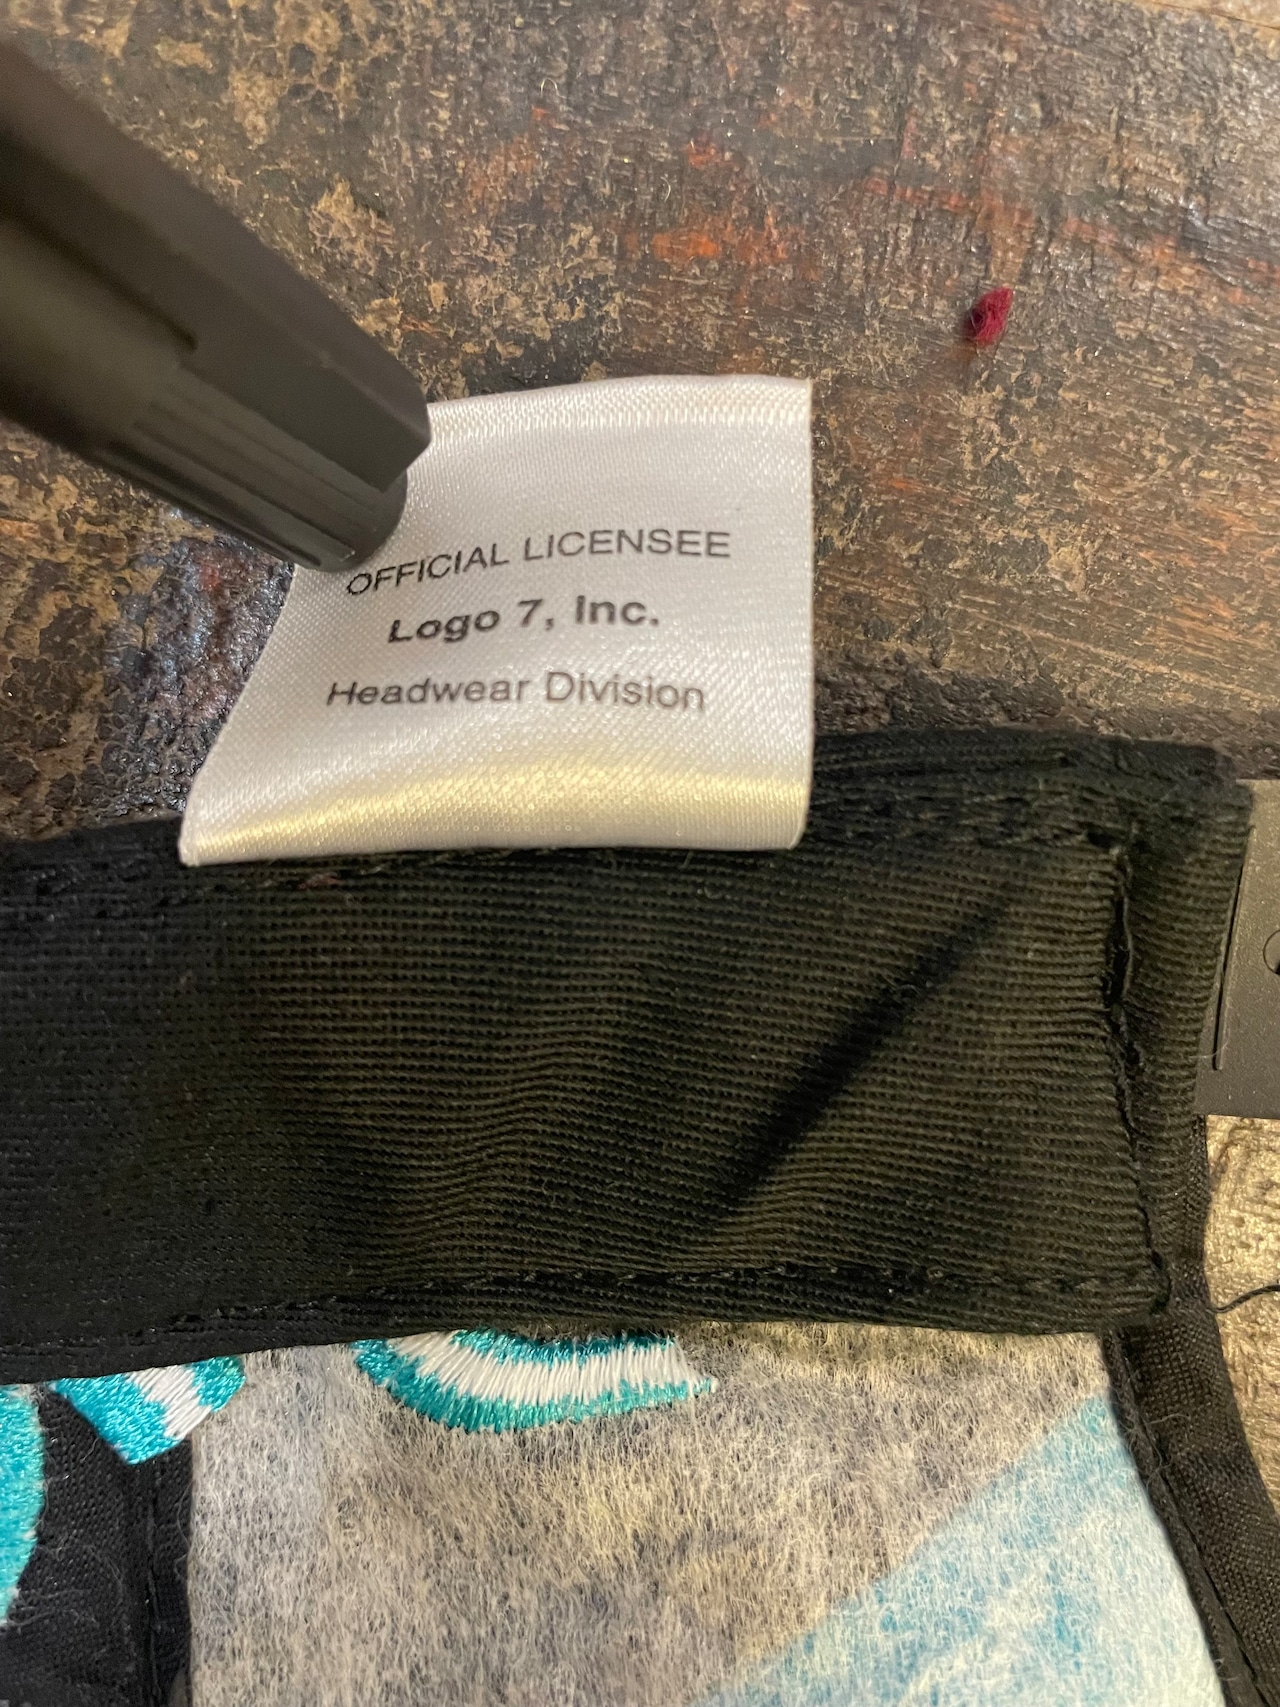 OFFICIAL LICENSEE
Logo 7, Inc.
Headwear Division